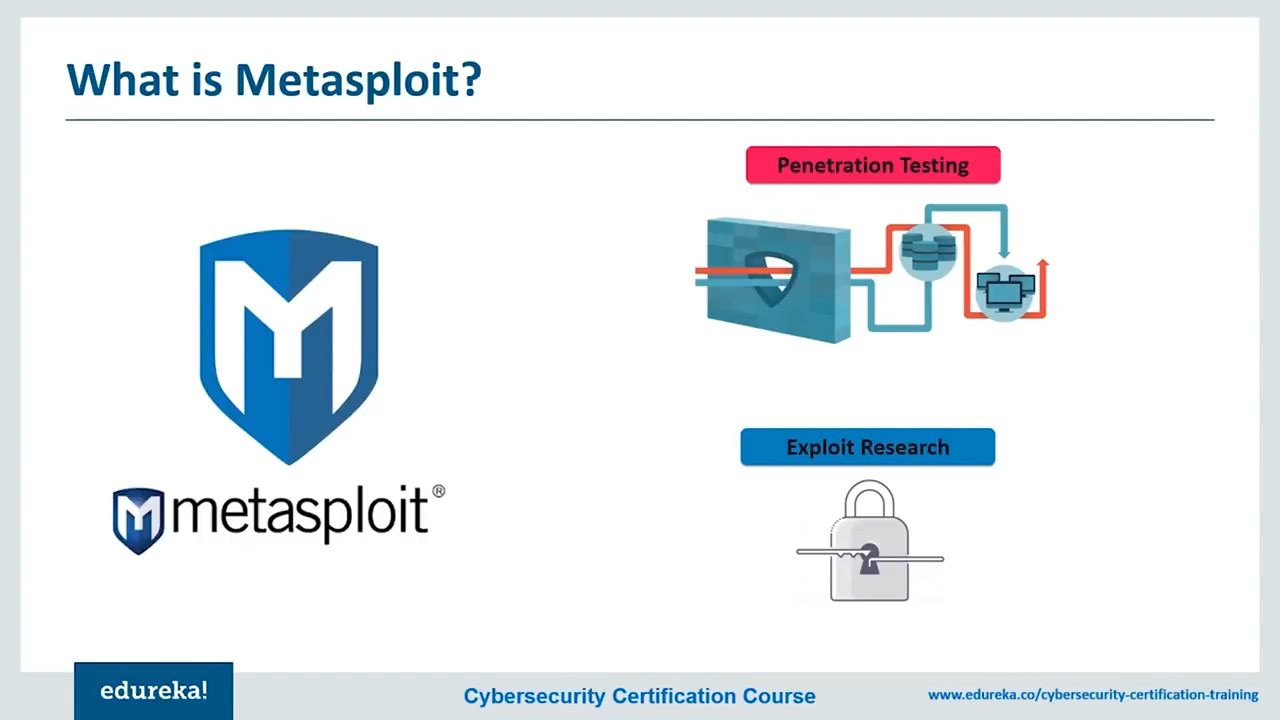 What is Metasploit?
Penetration Testing
Exploit Research
metasploit®
edureka!
Cybersecurity Certification Course
www.edureka.co/cybersecurity-certification-training